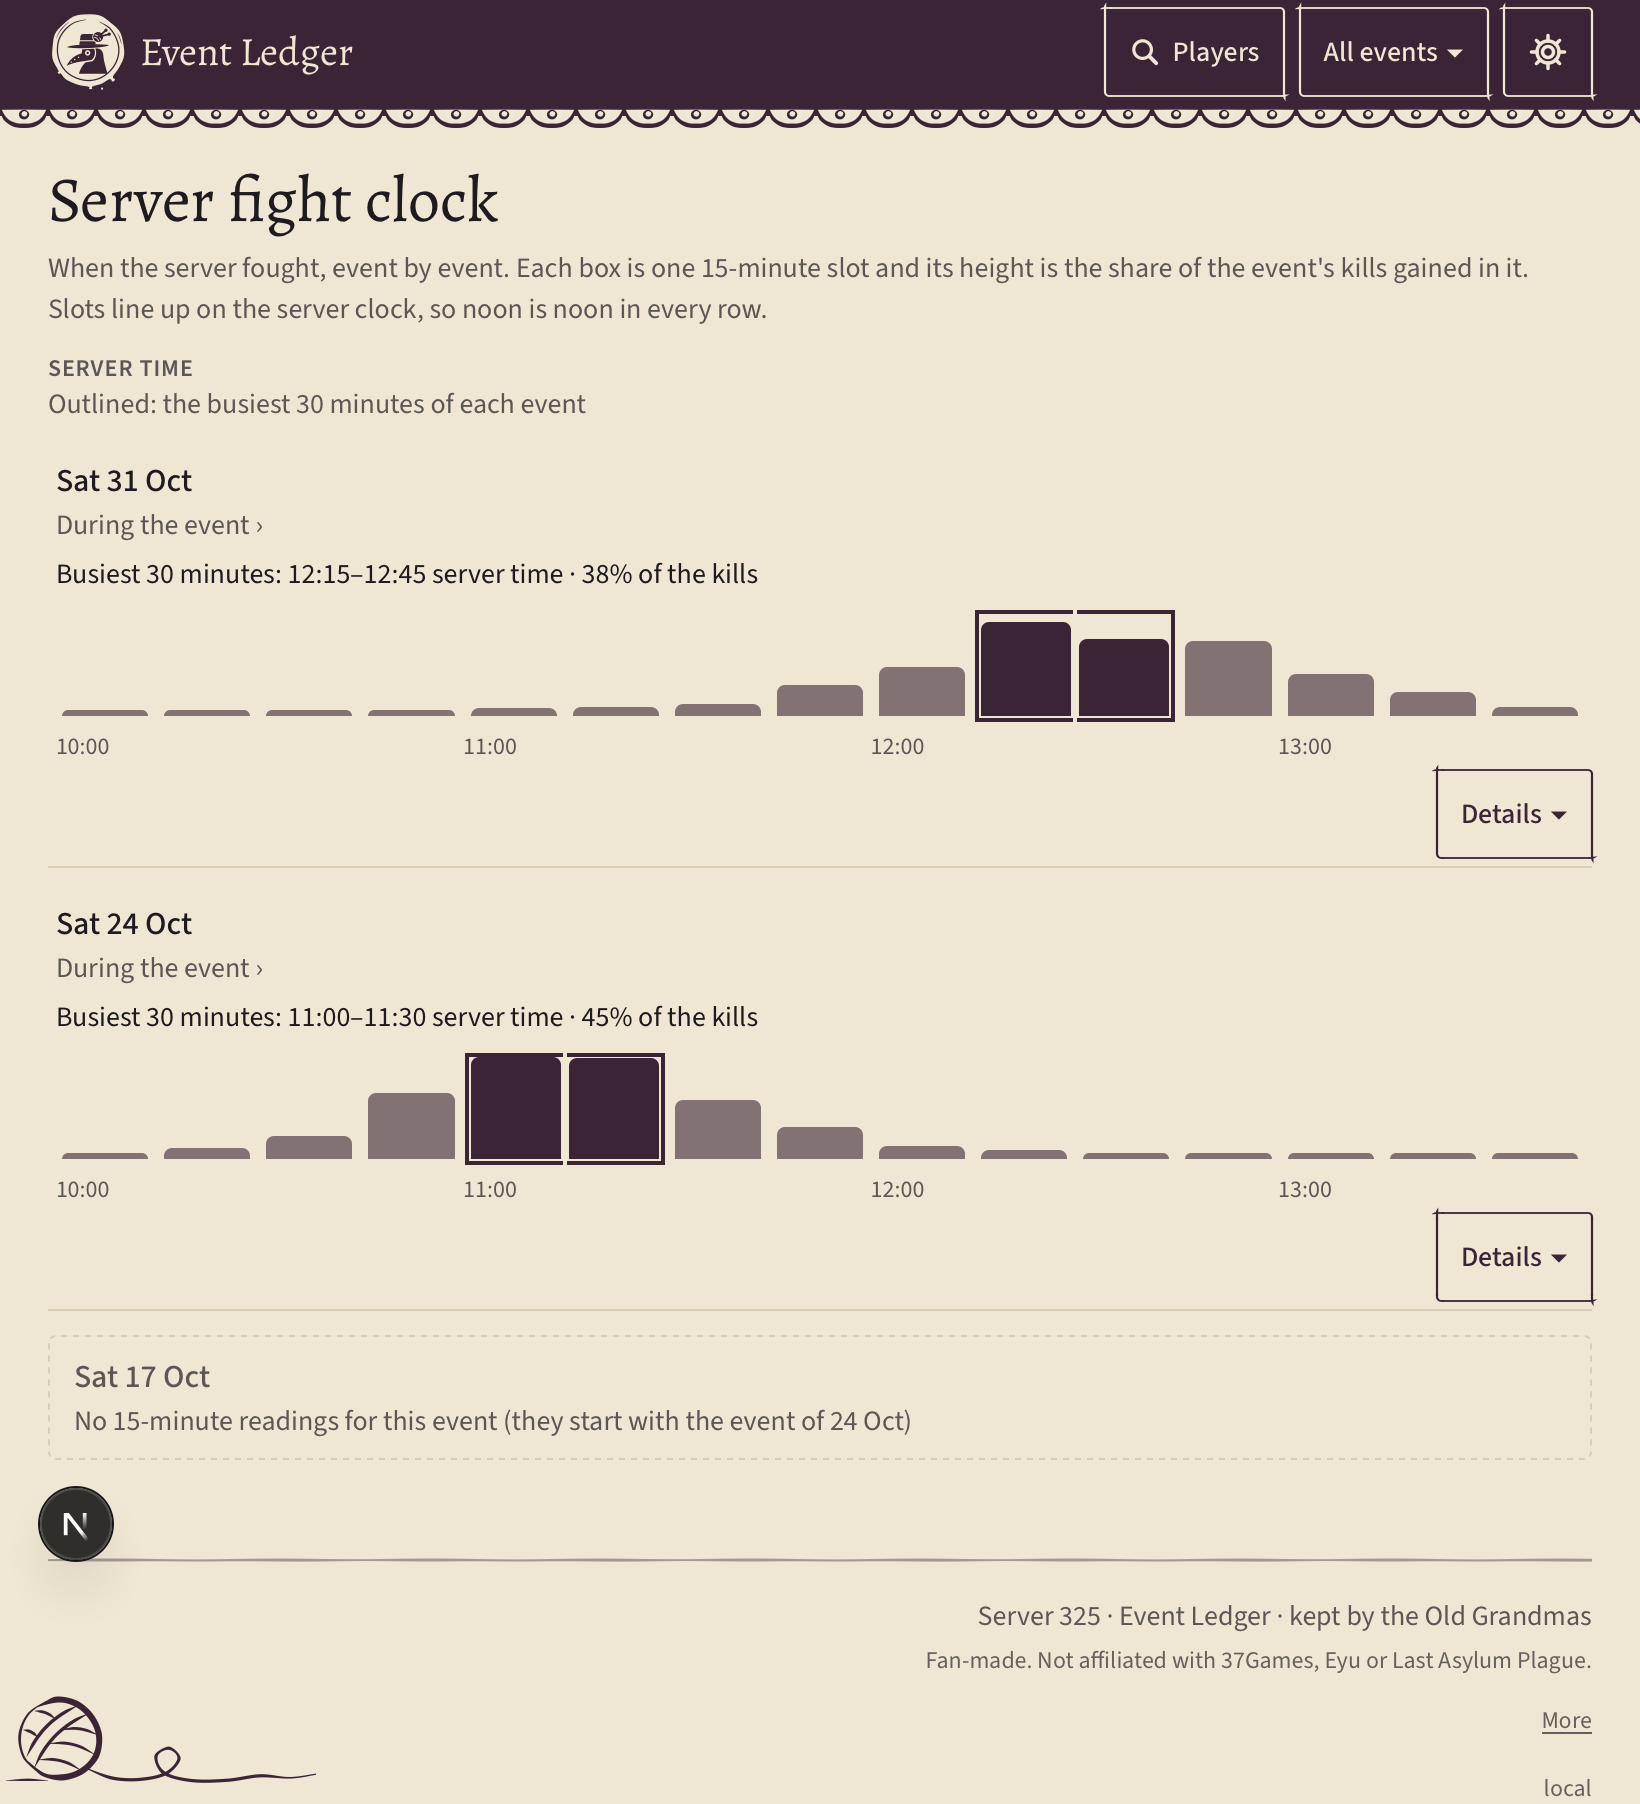 Event Ledger
Players
All events
Server fight clock
When the server fought, event by event. Each box is one 15-minute slot and its height is the share of the event's kills gained in it.
Slots line up on the server clock, so noon is noon in every row.
SERVER TIME
Outlined: the busiest 30 minutes of each event
Sat 31 Oct
During the event ›
Busiest 30 minutes: 12:15–12:45 server time · 38% of the kills
10:00 11:00 12:00 13:00
Details
Sat 24 Oct
During the event ›
Busiest 30 minutes: 11:00–11:30 server time · 45% of the kills
10:00 11:00 12:00 13:00
Details
Sat 17 Oct
No 15-minute readings for this event (they start with the event of 24 Oct)
N
Server 325 · Event Ledger · kept by the Old Grandmas
Fan-made. Not affiliated with 37Games, Eyu or Last Asylum Plague.
More
local